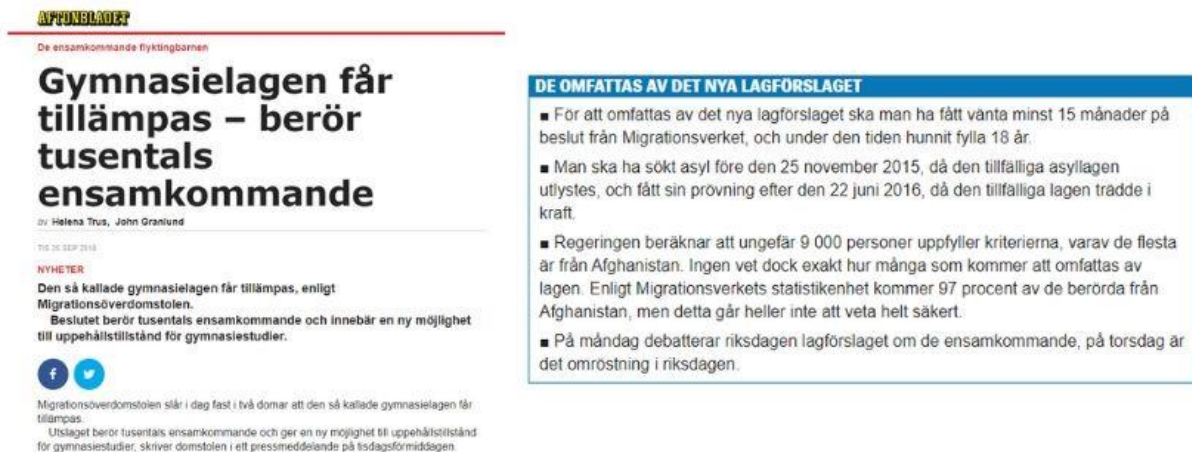 AFTONBLADET
De ensamkommande flyktingbarnen
Gymnasielagen får
tillämpas – berör
tusentals
ensamkommande
av Helena Trus, John Granlund
TIS 25 SEP 2018
NYHETER
Den så kallade gymnasielagen får tillämpas, enligt
Migrationsöverdomstolen.
Beslutet berör tusentals ensamkommande och innebär en ny möjlighet
till uppehållstillstånd för gymnasiestudier.
Migrationsöverdomstolen slår i dag fast i två domar att den så kallade gymnasielagen får
tillämpas.
Utslaget berör tusentals ensamkommande och ger en ny möjlighet till uppehållstillstånd
för gymnasiestudier, skriver domstolen i ett pressmeddelande på tisdagsförmiddagen.
DE OMFATTAS AV DET NYA LAGFÖRSLAGET
■ För att omfattas av det nya lagförslaget ska man ha fått vänta minst 15 månader på
beslut från Migrationsverket, och under den tiden hunnit fylla 18 år.
■ Man ska ha sökt asyl före den 25 november 2015, då den tillfälliga asyllagen
utlystes, och fått sin prövning efter den 22 juni 2016, då den tillfälliga lagen trädde i
kraft.
■ Regeringen beräknar att ungefär 9 000 personer uppfyller kriterierna, varav de flesta
är från Afghanistan. Ingen vet dock exakt hur många som kommer att omfattas av
lagen. Enligt Migrationsverkets statistikenhet kommer 97 procent av de berörda från
Afghanistan, men detta går heller inte att veta helt säkert.
■ På måndag debatterar riksdagen lagförslaget om de ensamkommande, på torsdag är
det omröstning i riksdagen.